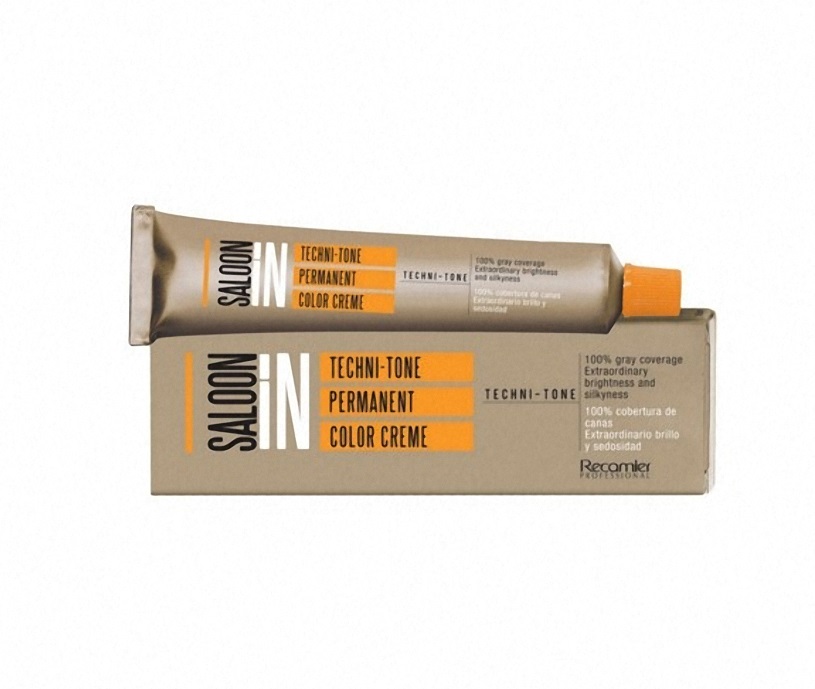 SALOON
iN
TECHNI-TONE
PERMANENT
COLOR CREME
TECHNI-TONE
100% gray coverage
Extraordinary brightness
and silkyness
100% cobertura de canas
Extraordinario brillo y
sedosidad
SALOON
iN
TECHNI-TONE
PERMANENT
COLOR CREME
TECHNI-TONE
100% gray coverage
Extraordinary
brightness and
silkyness
100% cobertura de
canas
Extraordinario brillo
y sedosidad
Recamier
PROFESSIONAL